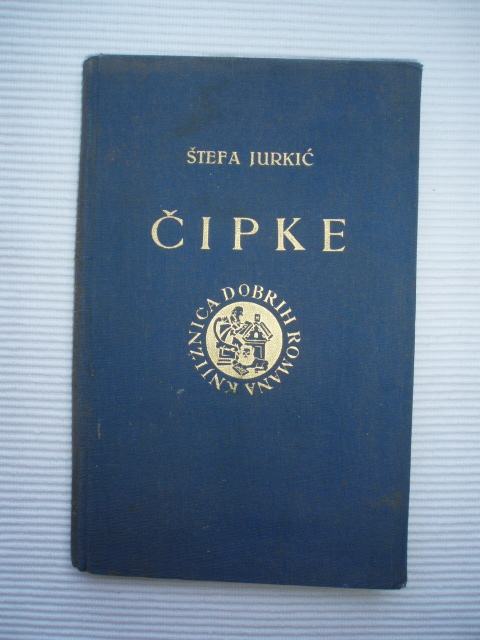 ŠTEFA JURKIĆ
ČIPKE
KNJIŽNICA DOBRIH ROMANA